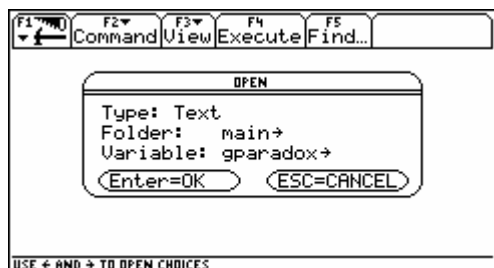 F1 F2 F3 F4 F5
Command View Execute Find...
OPEN
Type: Text
Folder: main→
Variable: gparadox→
Enter=OK ESC=CANCEL
USE ← AND → TO OPEN CHOICES